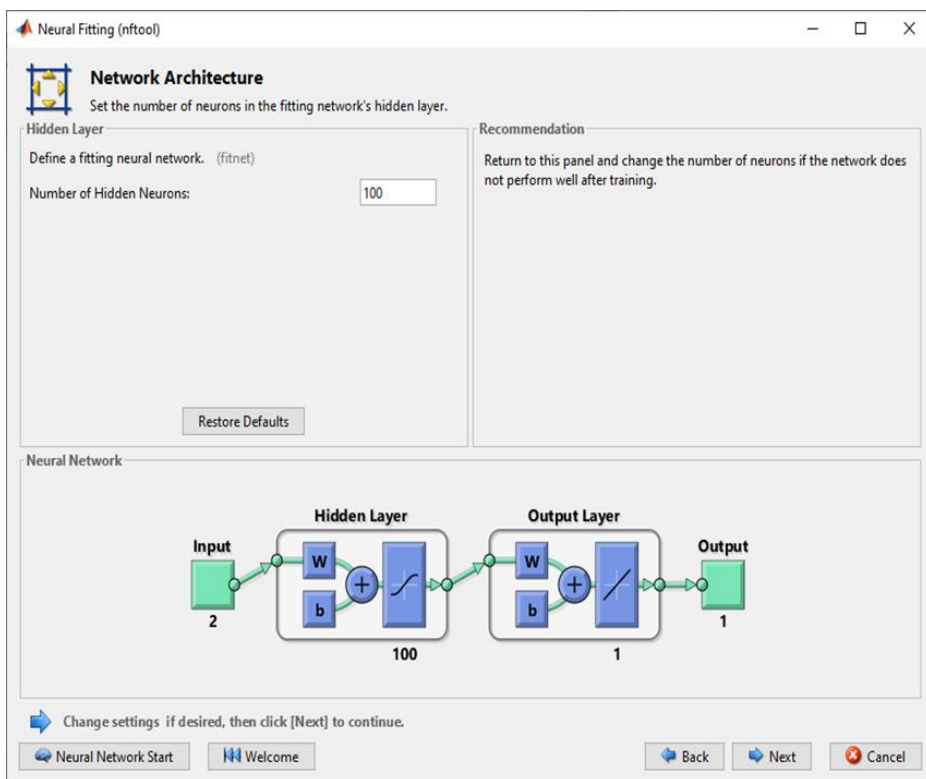 Neural Fitting (nftool)
Network Architecture
Set the number of neurons in the fitting network's hidden layer.
Hidden Layer
Define a fitting neural network. (fitnet)
Number of Hidden Neurons: 100
Restore Defaults
Recommendation
Return to this panel and change the number of neurons if the network does
not perform well after training.
Neural Network
Hidden Layer
Output Layer
Input
Output
W
W
b
b
2
1
100
1
Change settings if desired, then click [Next] to continue.
Neural Network Start
Welcome
Back
Next
Cancel